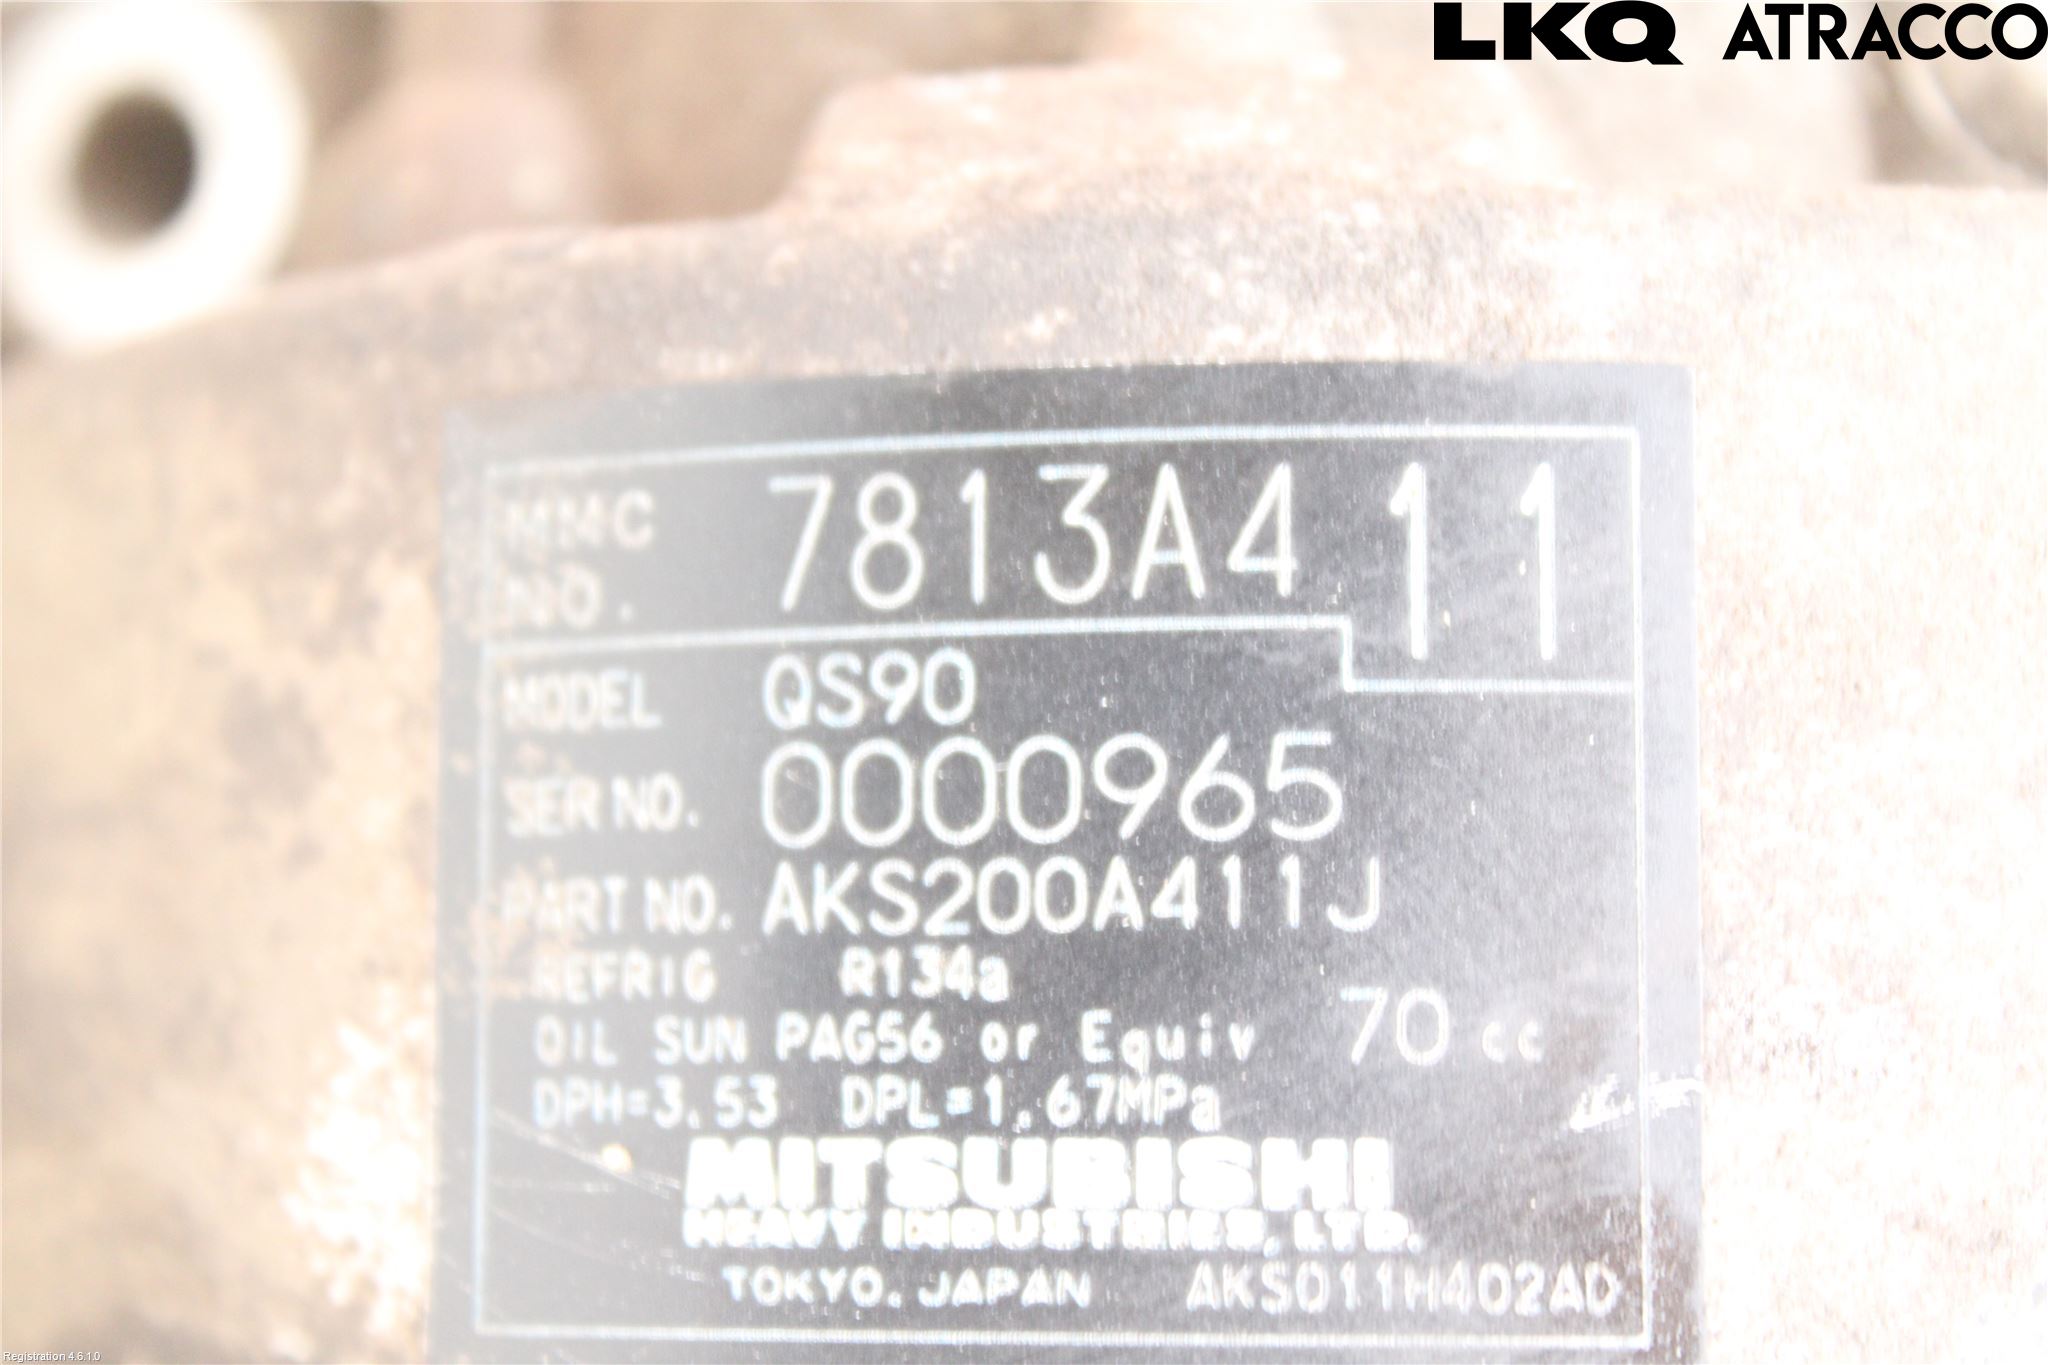 LKQ ATRACCO
MMC NO. 7813A411
MODEL QS90
SER NO. 0000965
PART NO. AKS200A411J
REFRIG R134a
OIL SUN PAG56 or Equiv 70 cc
DPH=3.53 DPL=1.67MPa
MITSUBISHI
HEAVY INDUSTRIES, LTD.
TOKYO, JAPAN AKS011H402AD
Registration 4.6.1.0